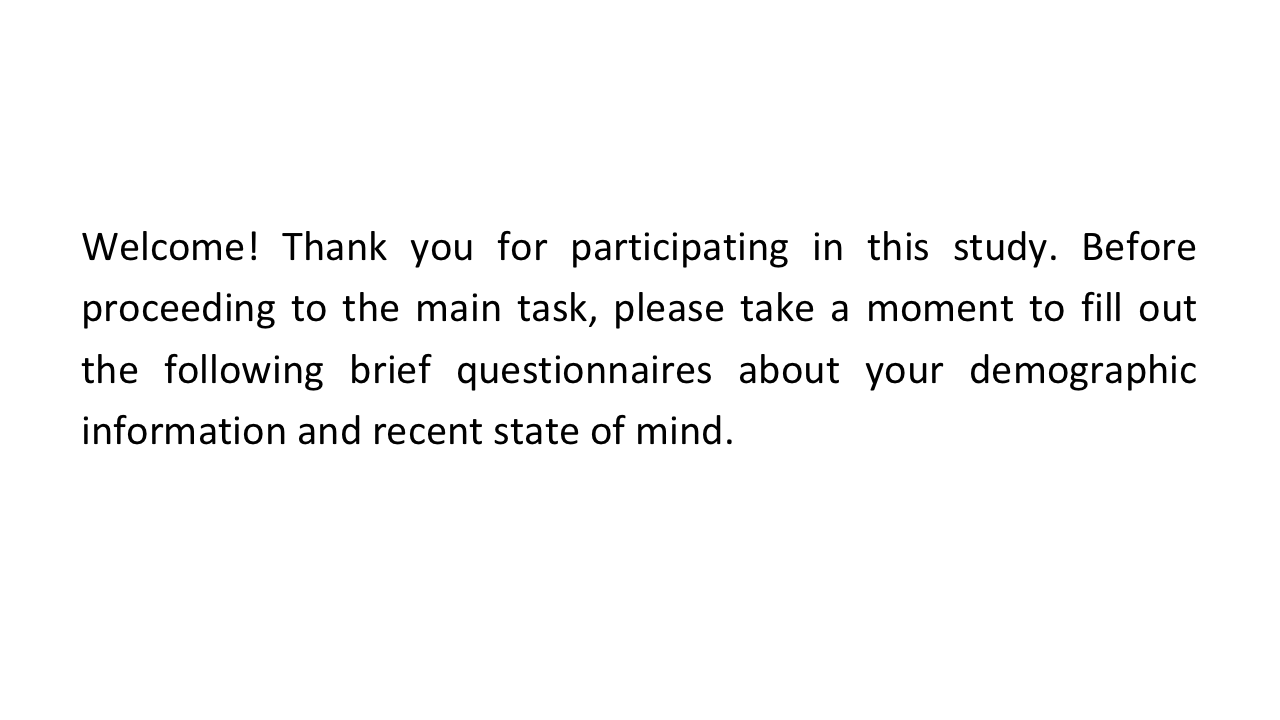 Welcome! Thank you for participating in this study. Before
proceeding to the main task, please take a moment to fill out
the following brief questionnaires about your demographic
information and recent state of mind.